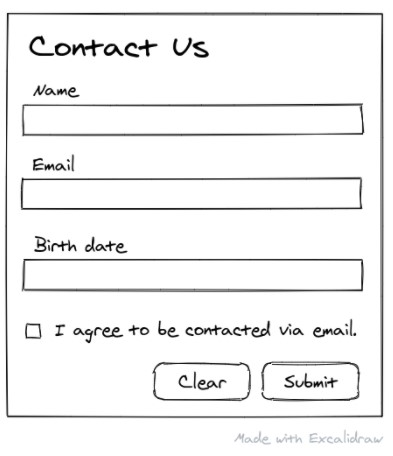 Contact Us
Name
Email
Birth date
I agree to be contacted via email.
Clear
Submit
Made with Excalidraw